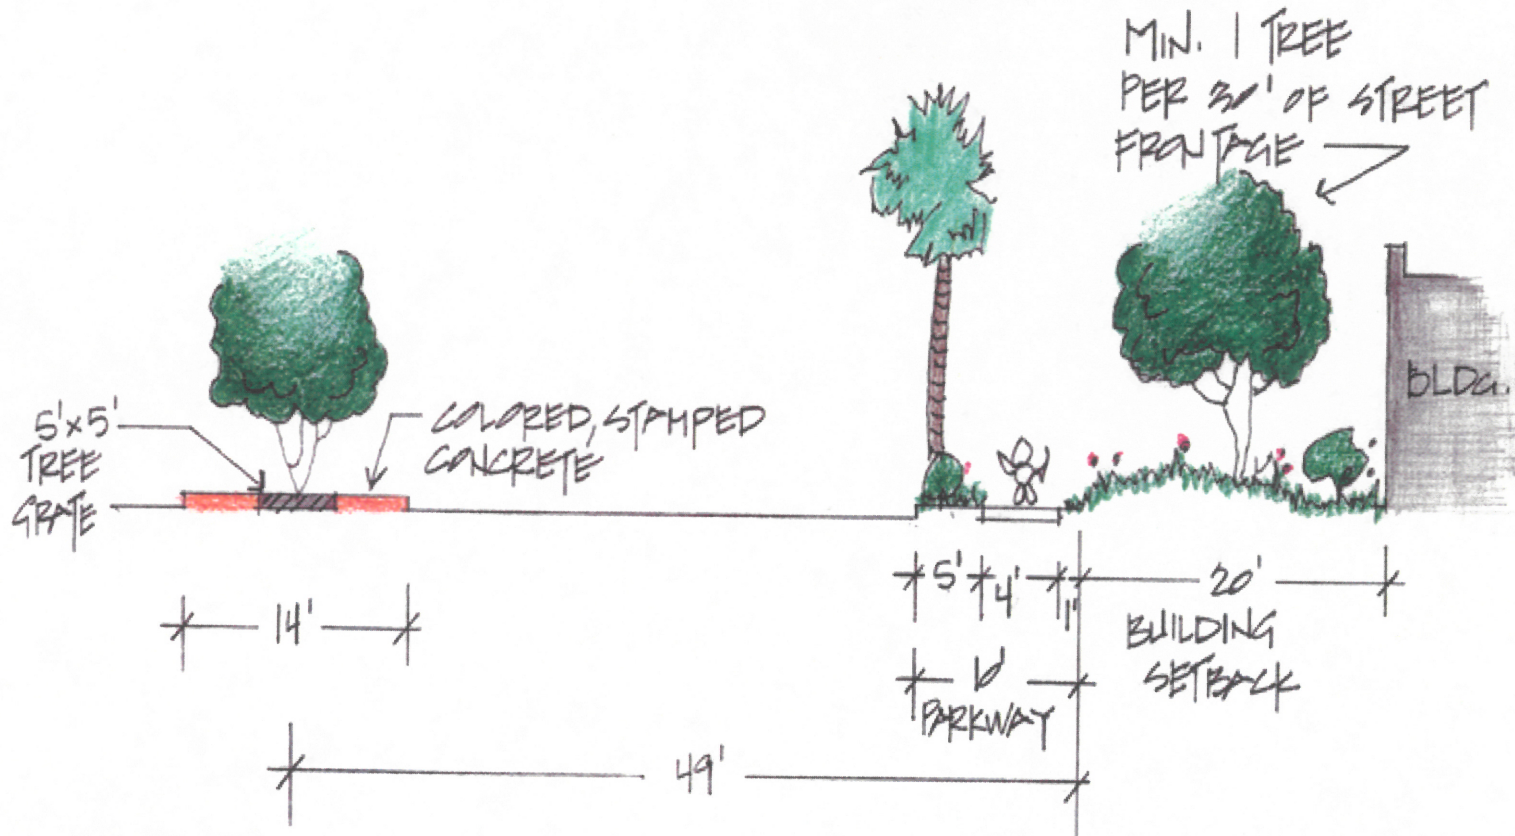 MIN. 1 TREE
PER 30' OF STREET
FRONTAGE
BLDG.
5'x5'
TREE
GRATE
COLORED, STAMPED
CONCRETE
5'
4'
1'
20'
BUILDING
SETBACK
14'
10'
PARKWAY
49'